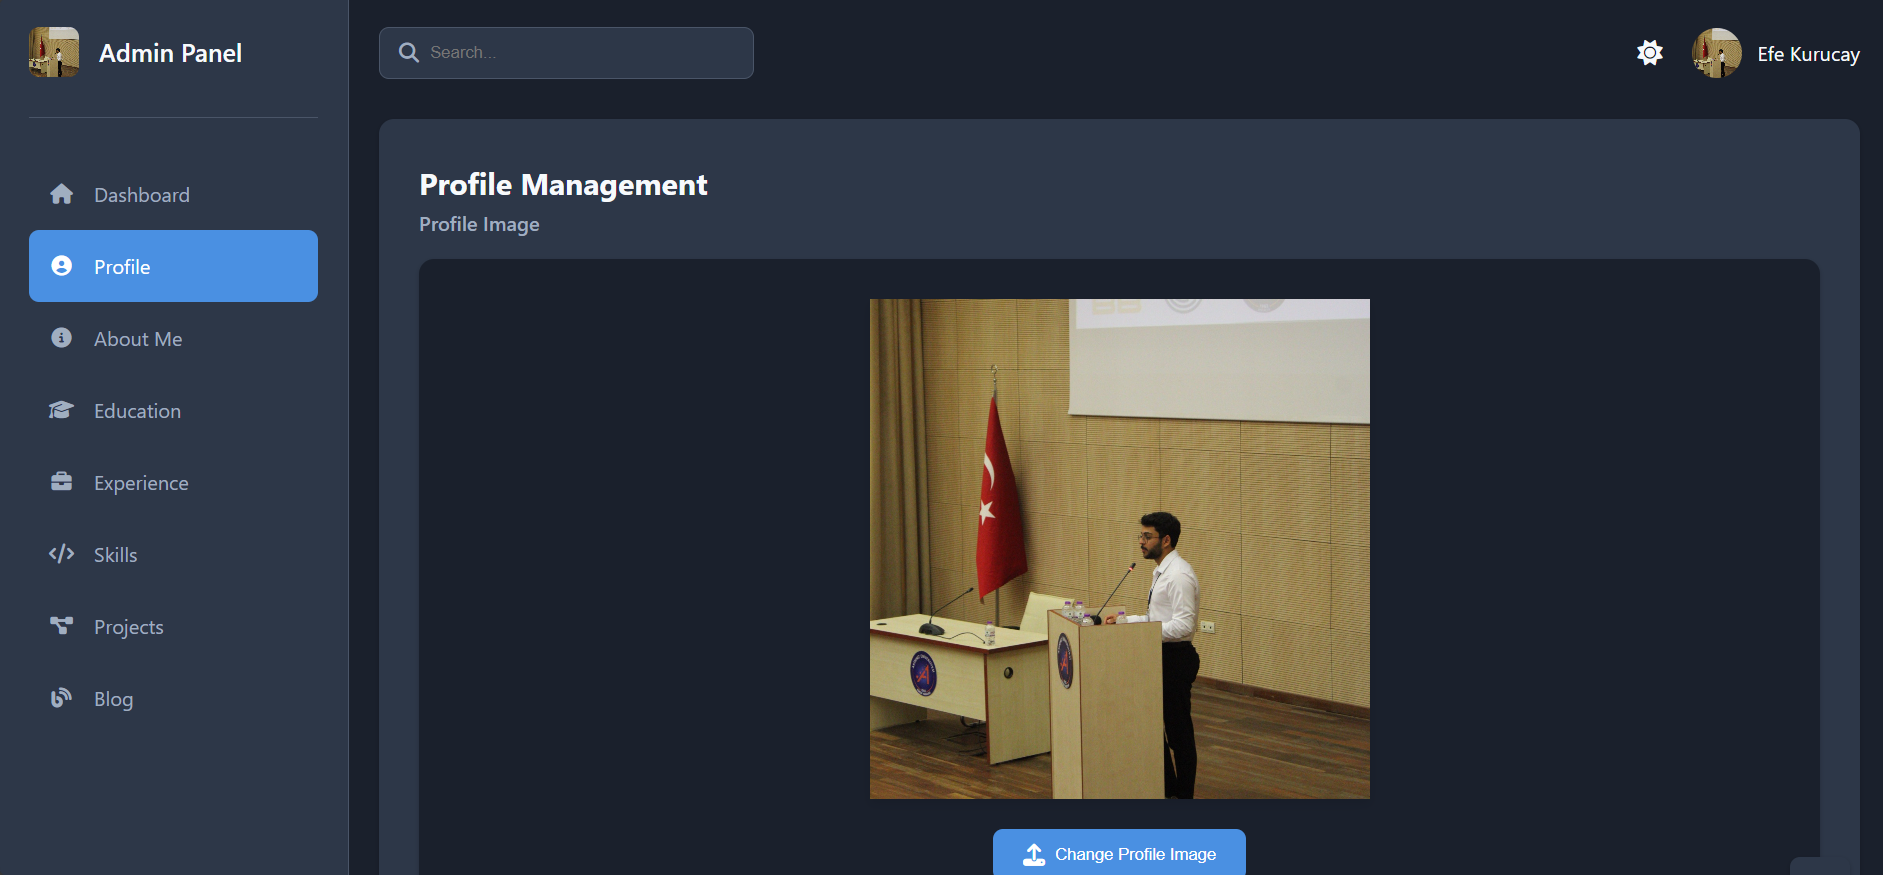 Admin Panel
Search...
Efe Kurucay
Dashboard
Profile
About Me
Education
Experience
Skills
Projects
Blog
Profile Management
Profile Image
Change Profile Image